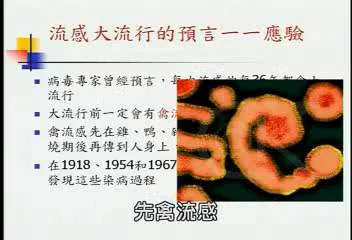 流感大流行的預言一一應驗
病毒專家曾經預言，每
流行
大流行前一定會有禽流
禽流感先在雞、鴨、
燒期後再傳到人身上，
在1918、1954和1967
發現這些染病過程
先禽流感